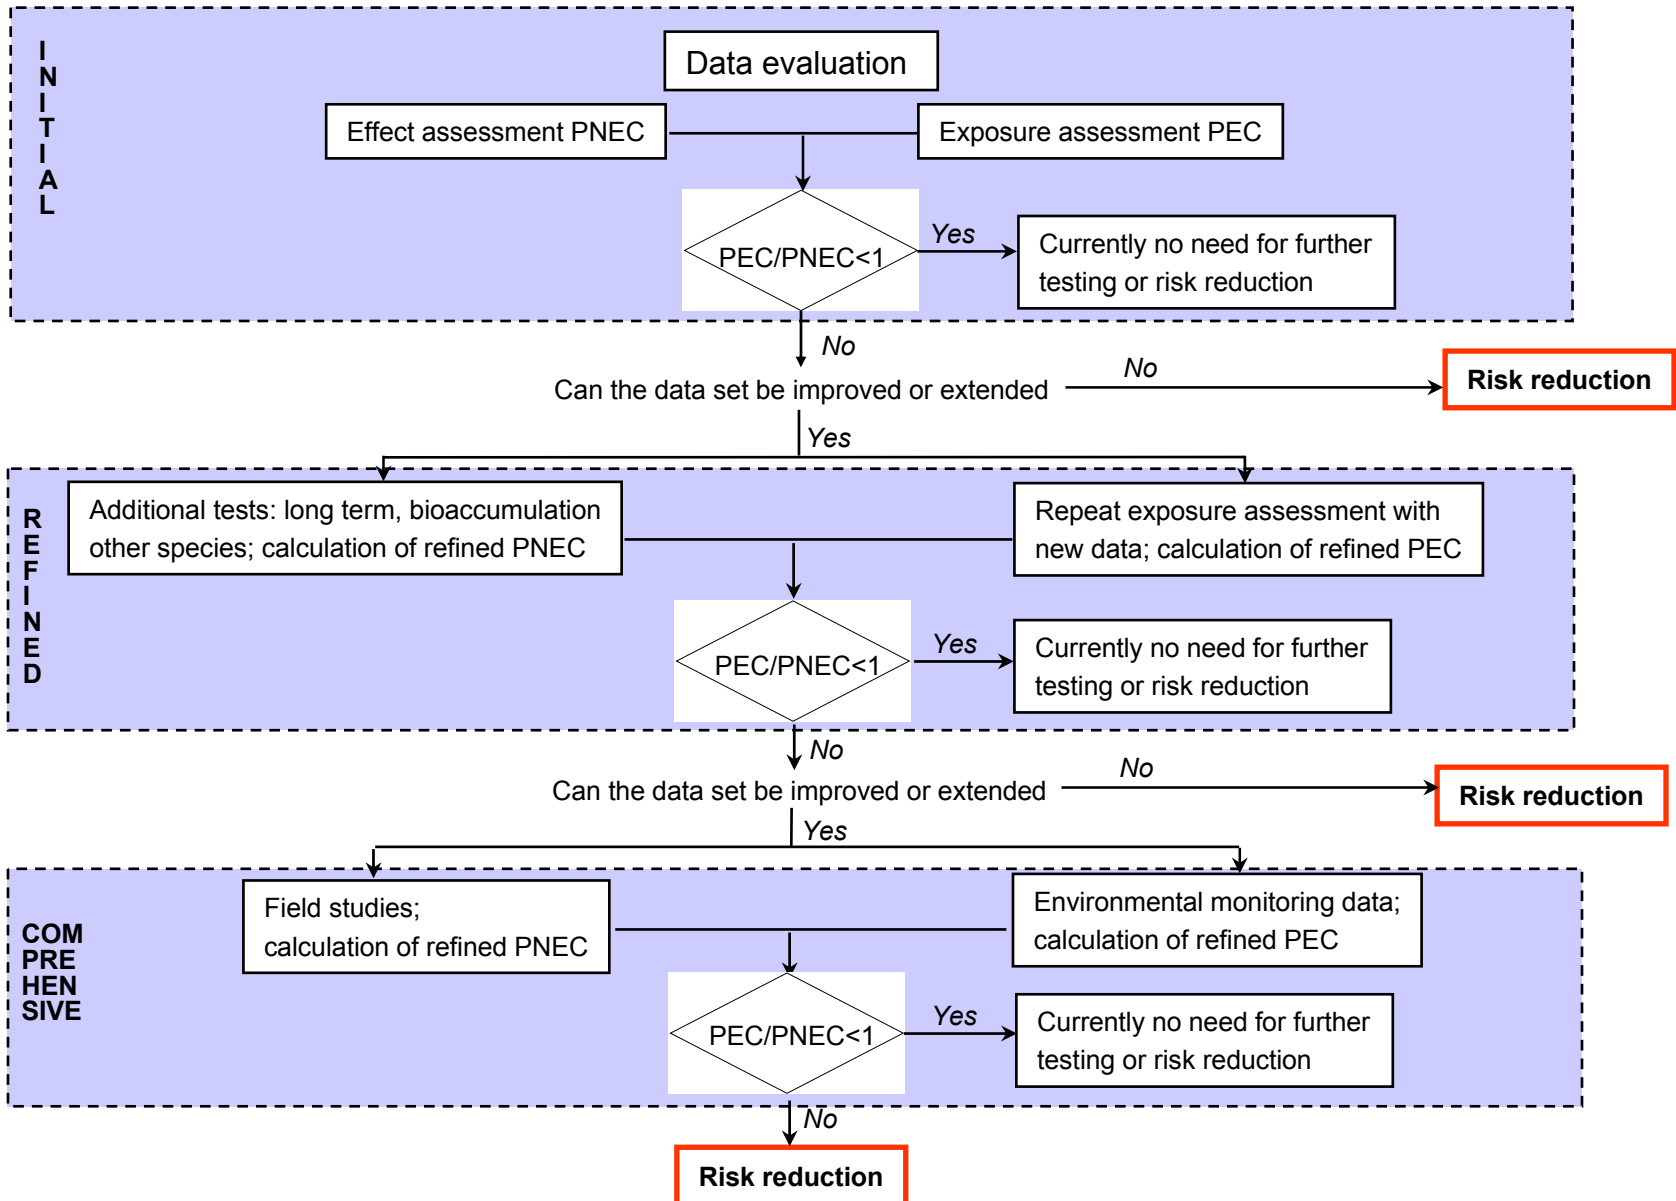 I
N
I
T
I
A
L
Data evaluation
Effect assessment PNEC
Exposure assessment PEC
PEC/PNEC<1
Yes
Currently no need for further
testing or risk reduction
No
Can the data set be improved or extended
No
Risk reduction
Yes
R
E
F
I
N
E
D
Additional tests: long term, bioaccumulation
other species; calculation of refined PNEC
Repeat exposure assessment with
new data; calculation of refined PEC
PEC/PNEC<1
Yes
Currently no need for further
testing or risk reduction
No
Can the data set be improved or extended
No
Risk reduction
Yes
COM
PRE
HEN
SIVE
Field studies;
calculation of refined PNEC
Environmental monitoring data;
calculation of refined PEC
PEC/PNEC<1
Yes
Currently no need for further
testing or risk reduction
No
Risk reduction